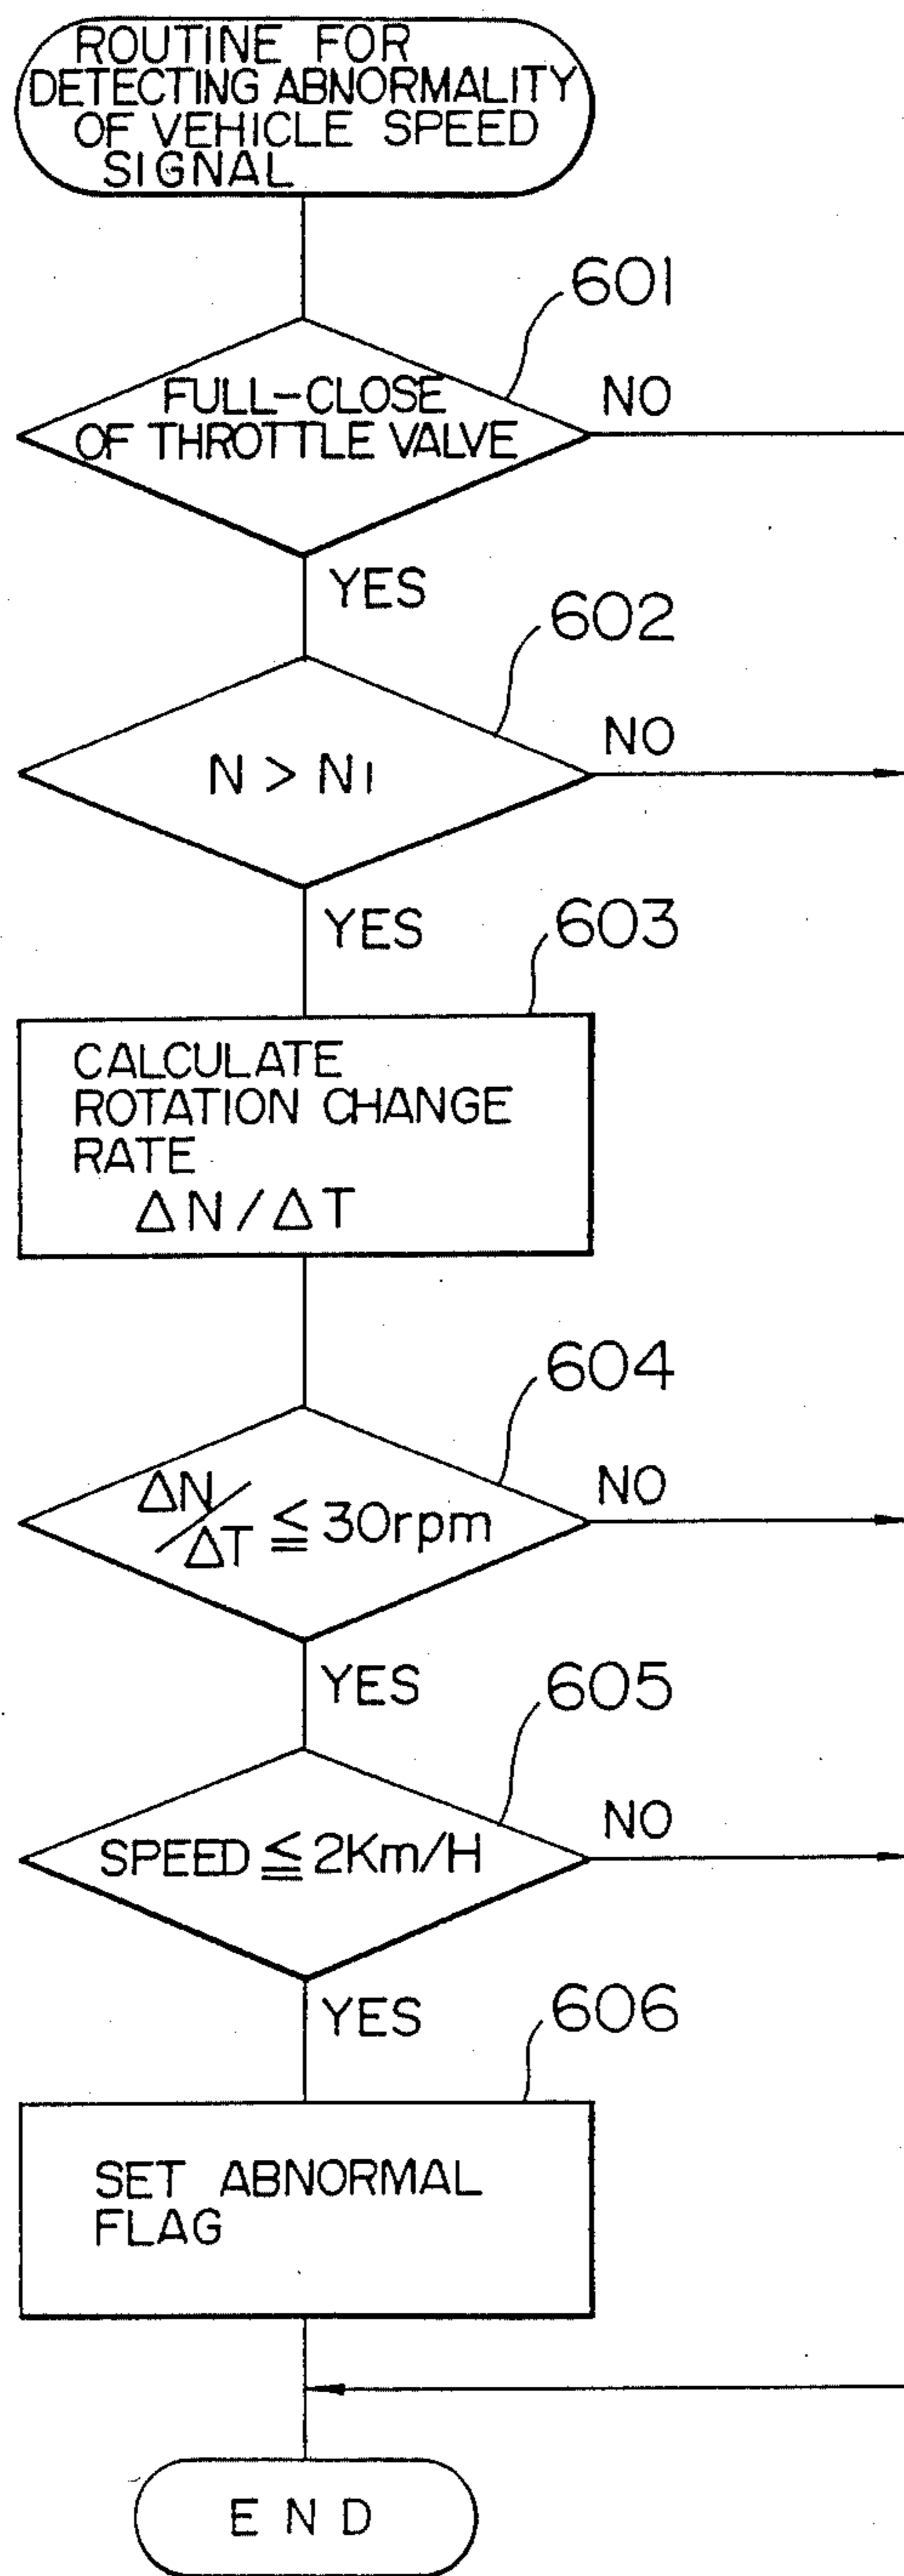 ROUTINE FOR
DETECTING ABNORMALITY
OF VEHICLE SPEED
SIGNAL
601
FULL-CLOSE
OF THROTTLE VALVE
NO
YES
602
N > N1
NO
YES
603
CALCULATE
ROTATION CHANGE
RATE
ΔN/ΔT
604
ΔN/ΔT ≦ 30rpm
NO
YES
605
SPEED ≦ 2Km/H
NO
YES
606
SET ABNORMAL
FLAG
END